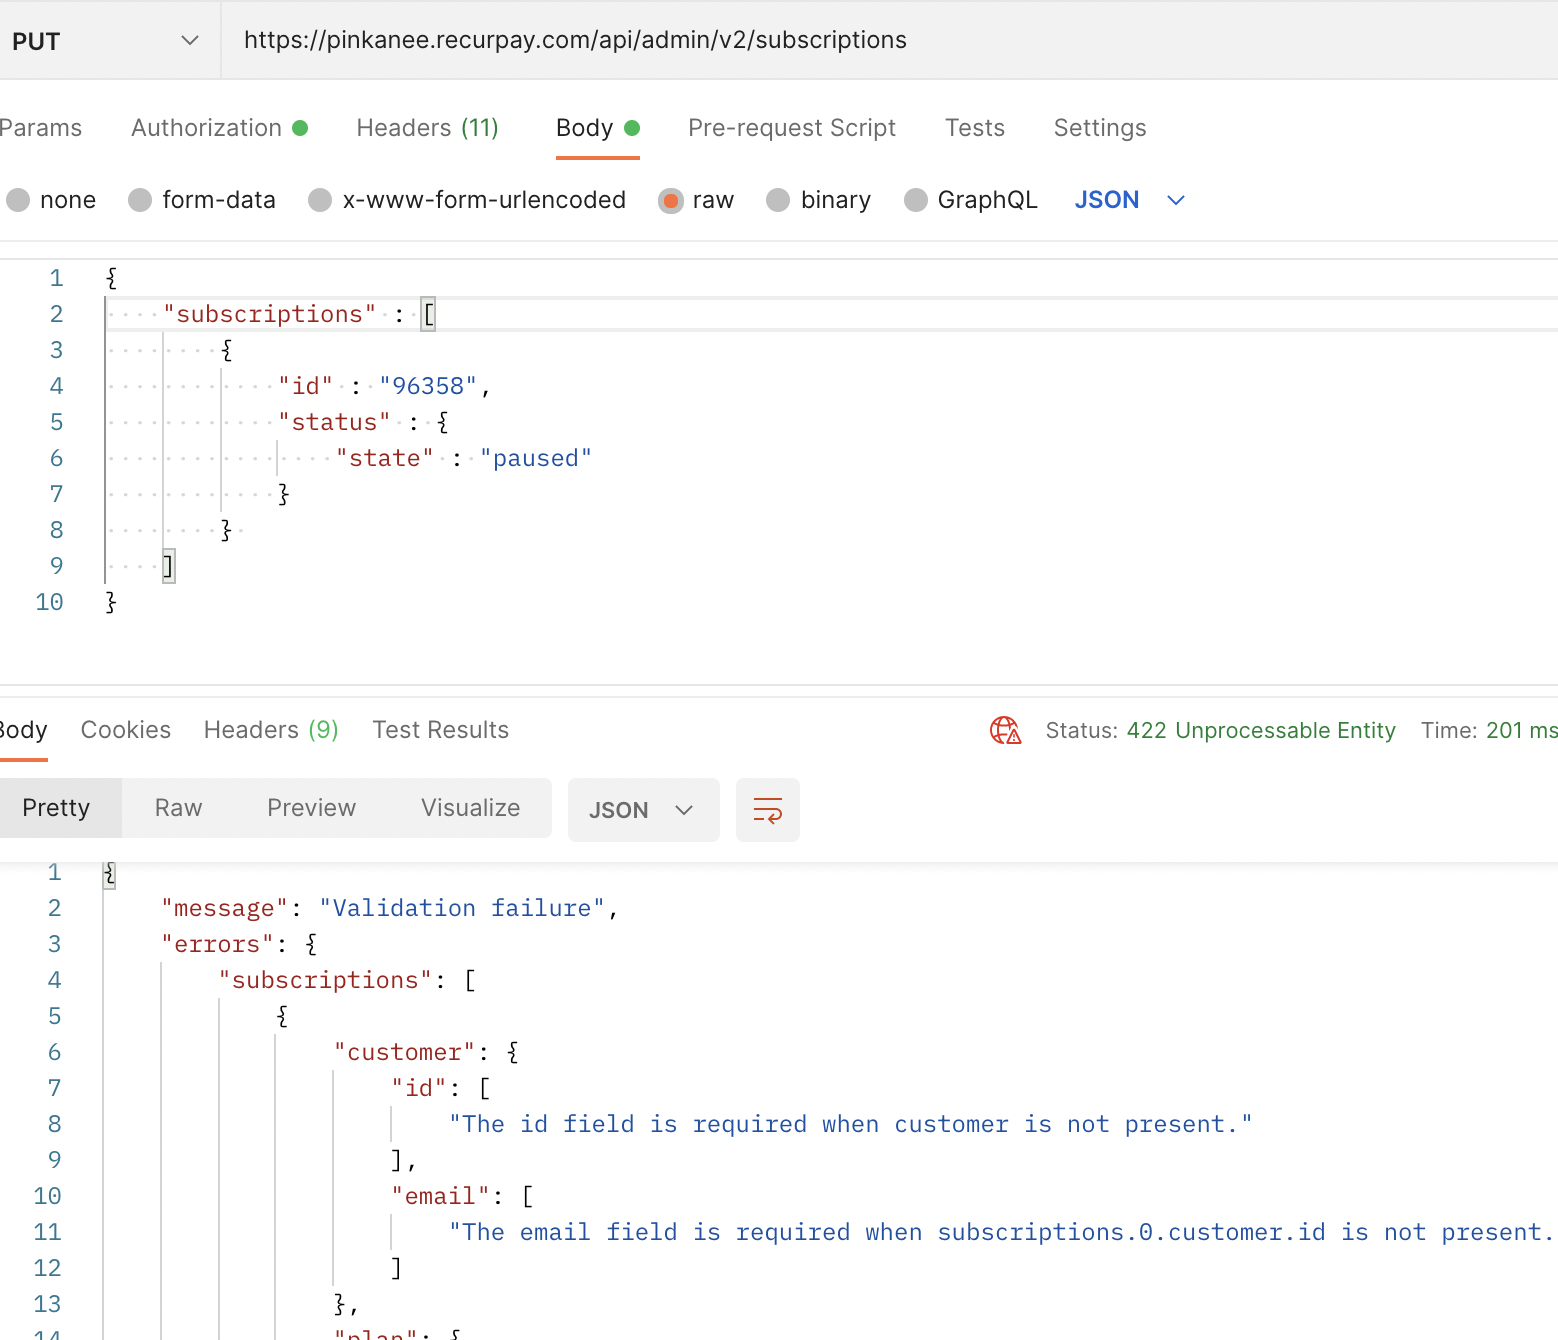 PUT https://pinkanee.recurpay.com/api/admin/v2/subscriptions
Params Authorization Headers (11) Body Pre-request Script Tests Settings
none form-data x-www-form-urlencoded raw binary GraphQL JSON
1 {
2 "subscriptions" : [
3 {
4 "id" : "96358",
5 "status" : {
6 "state" : "paused"
7 }
8 }
9 ]
10 }
Body Cookies Headers (9) Test Results Status: 422 Unprocessable Entity Time: 201 ms
Pretty Raw Preview Visualize JSON
1 {
2 "message": "Validation failure",
3 "errors": {
4 "subscriptions": [
5 {
6 "customer": {
7 "id": [
8 "The id field is required when customer is not present."
9 ],
10 "email": [
11 "The email field is required when subscriptions.0.customer.id is not present.
12 ]
13 },
14 "plan": {